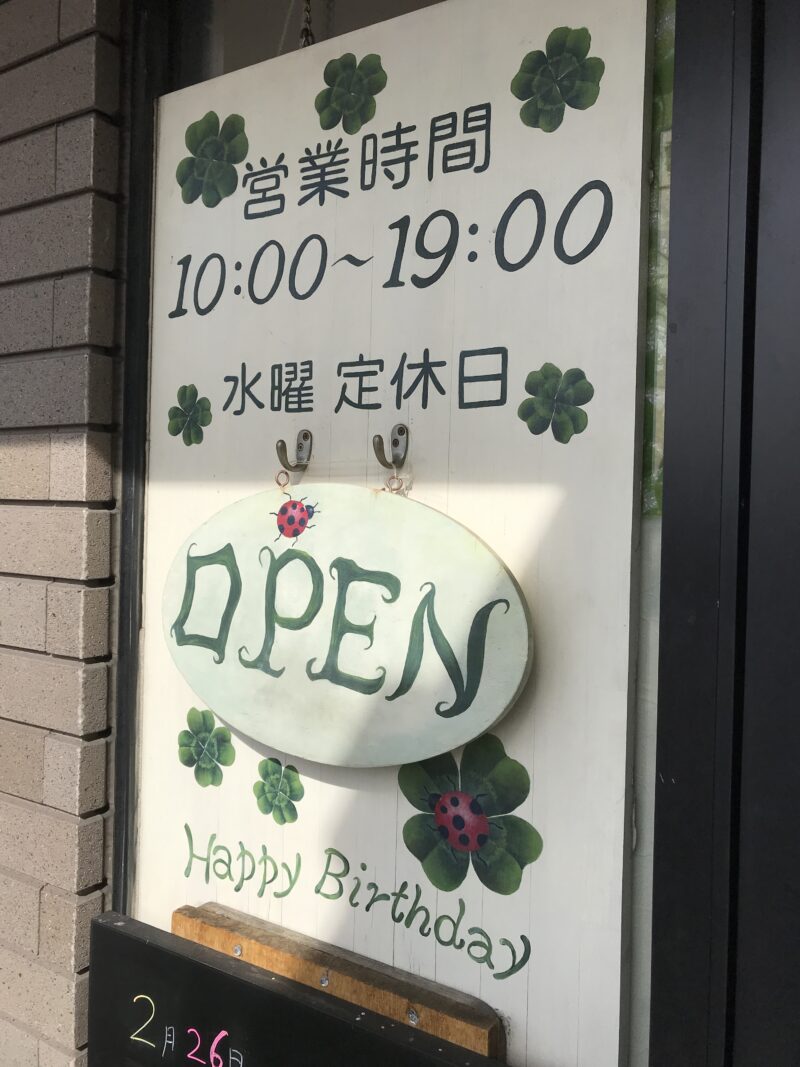 営業時間
10:00~19:00
水曜 定休日
OPEN
Happy Birthday
2月26日